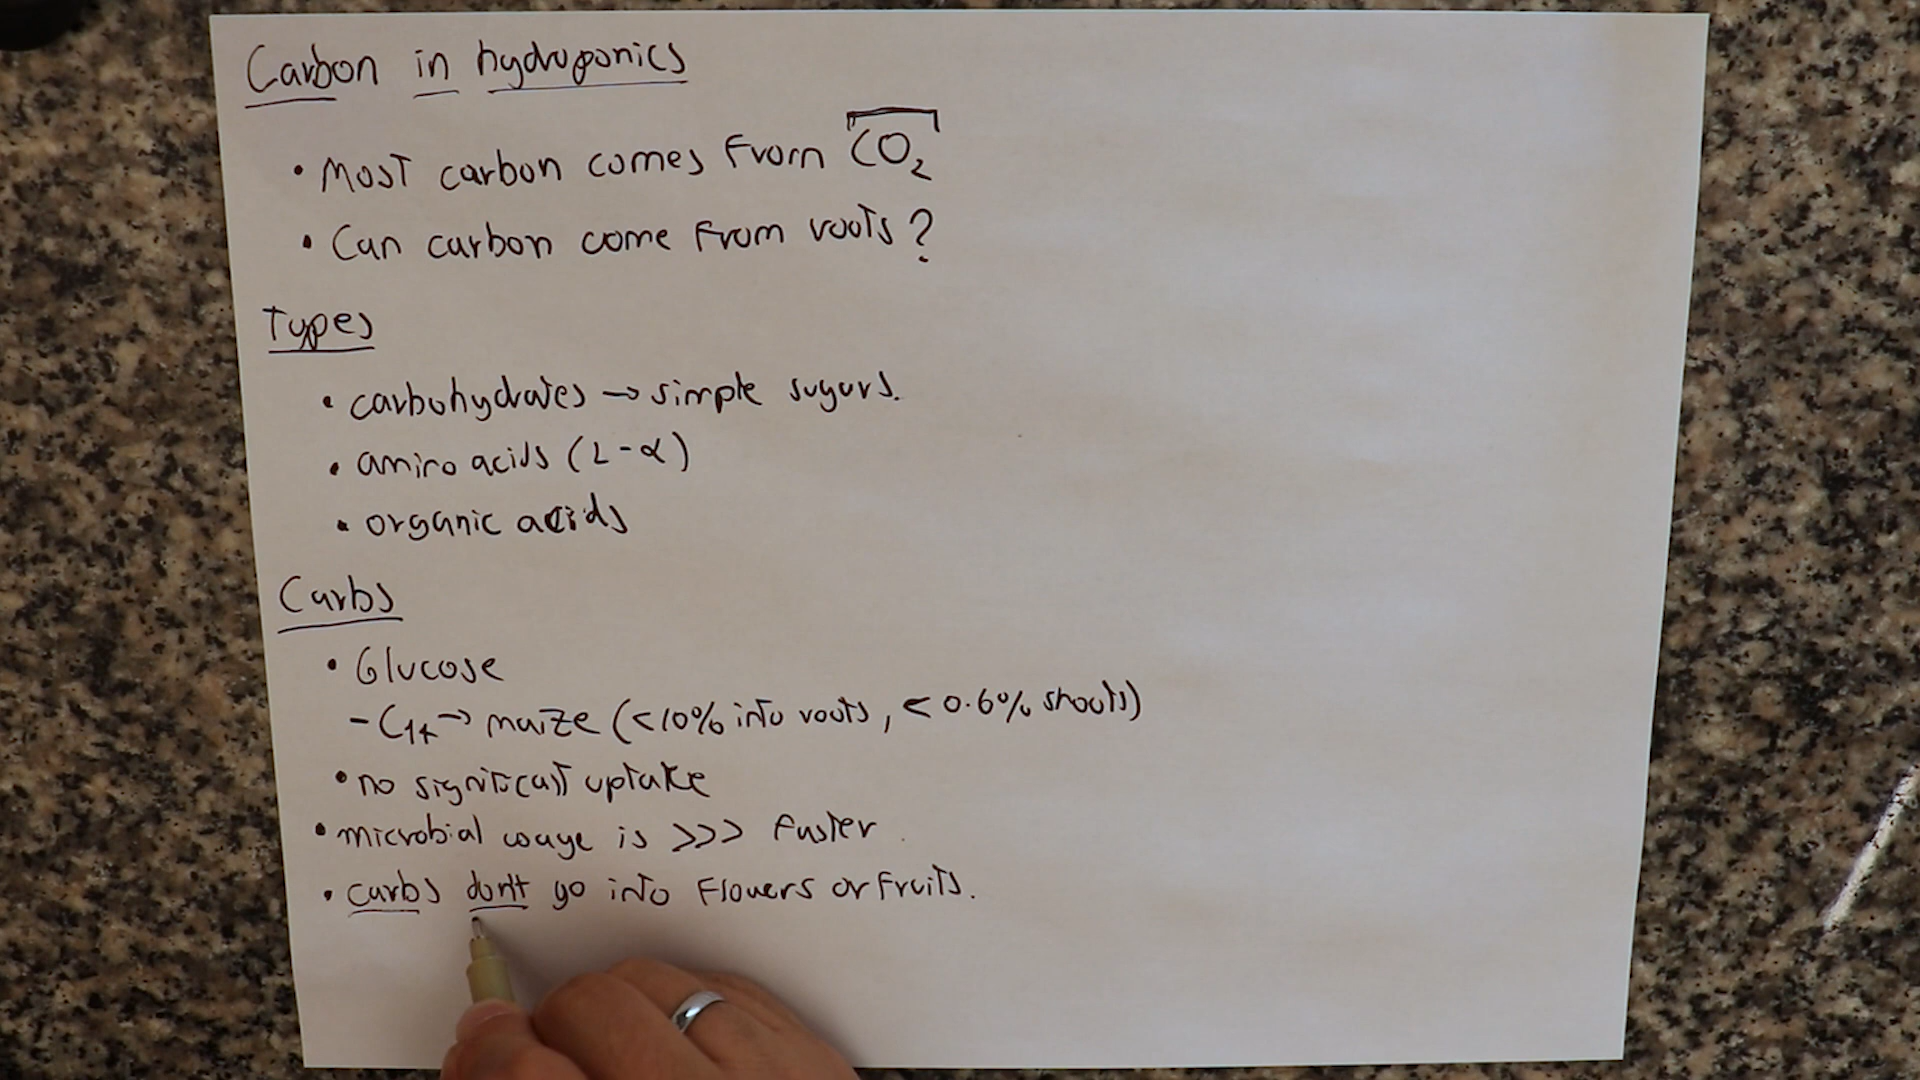 Carbon in hydroponics
• Most carbon comes from CO₂
• Can carbon come from roots?
Types
• carbohydrates → simple sugars.
• amino acids (L-α)
• organic acids
Carbs
• Glucose
- C14 → maize (<10% into roots, <0.6% shoots)
• no significant uptake
• microbial usage is >>> faster
• carbs don't go into Flowers or fruits.